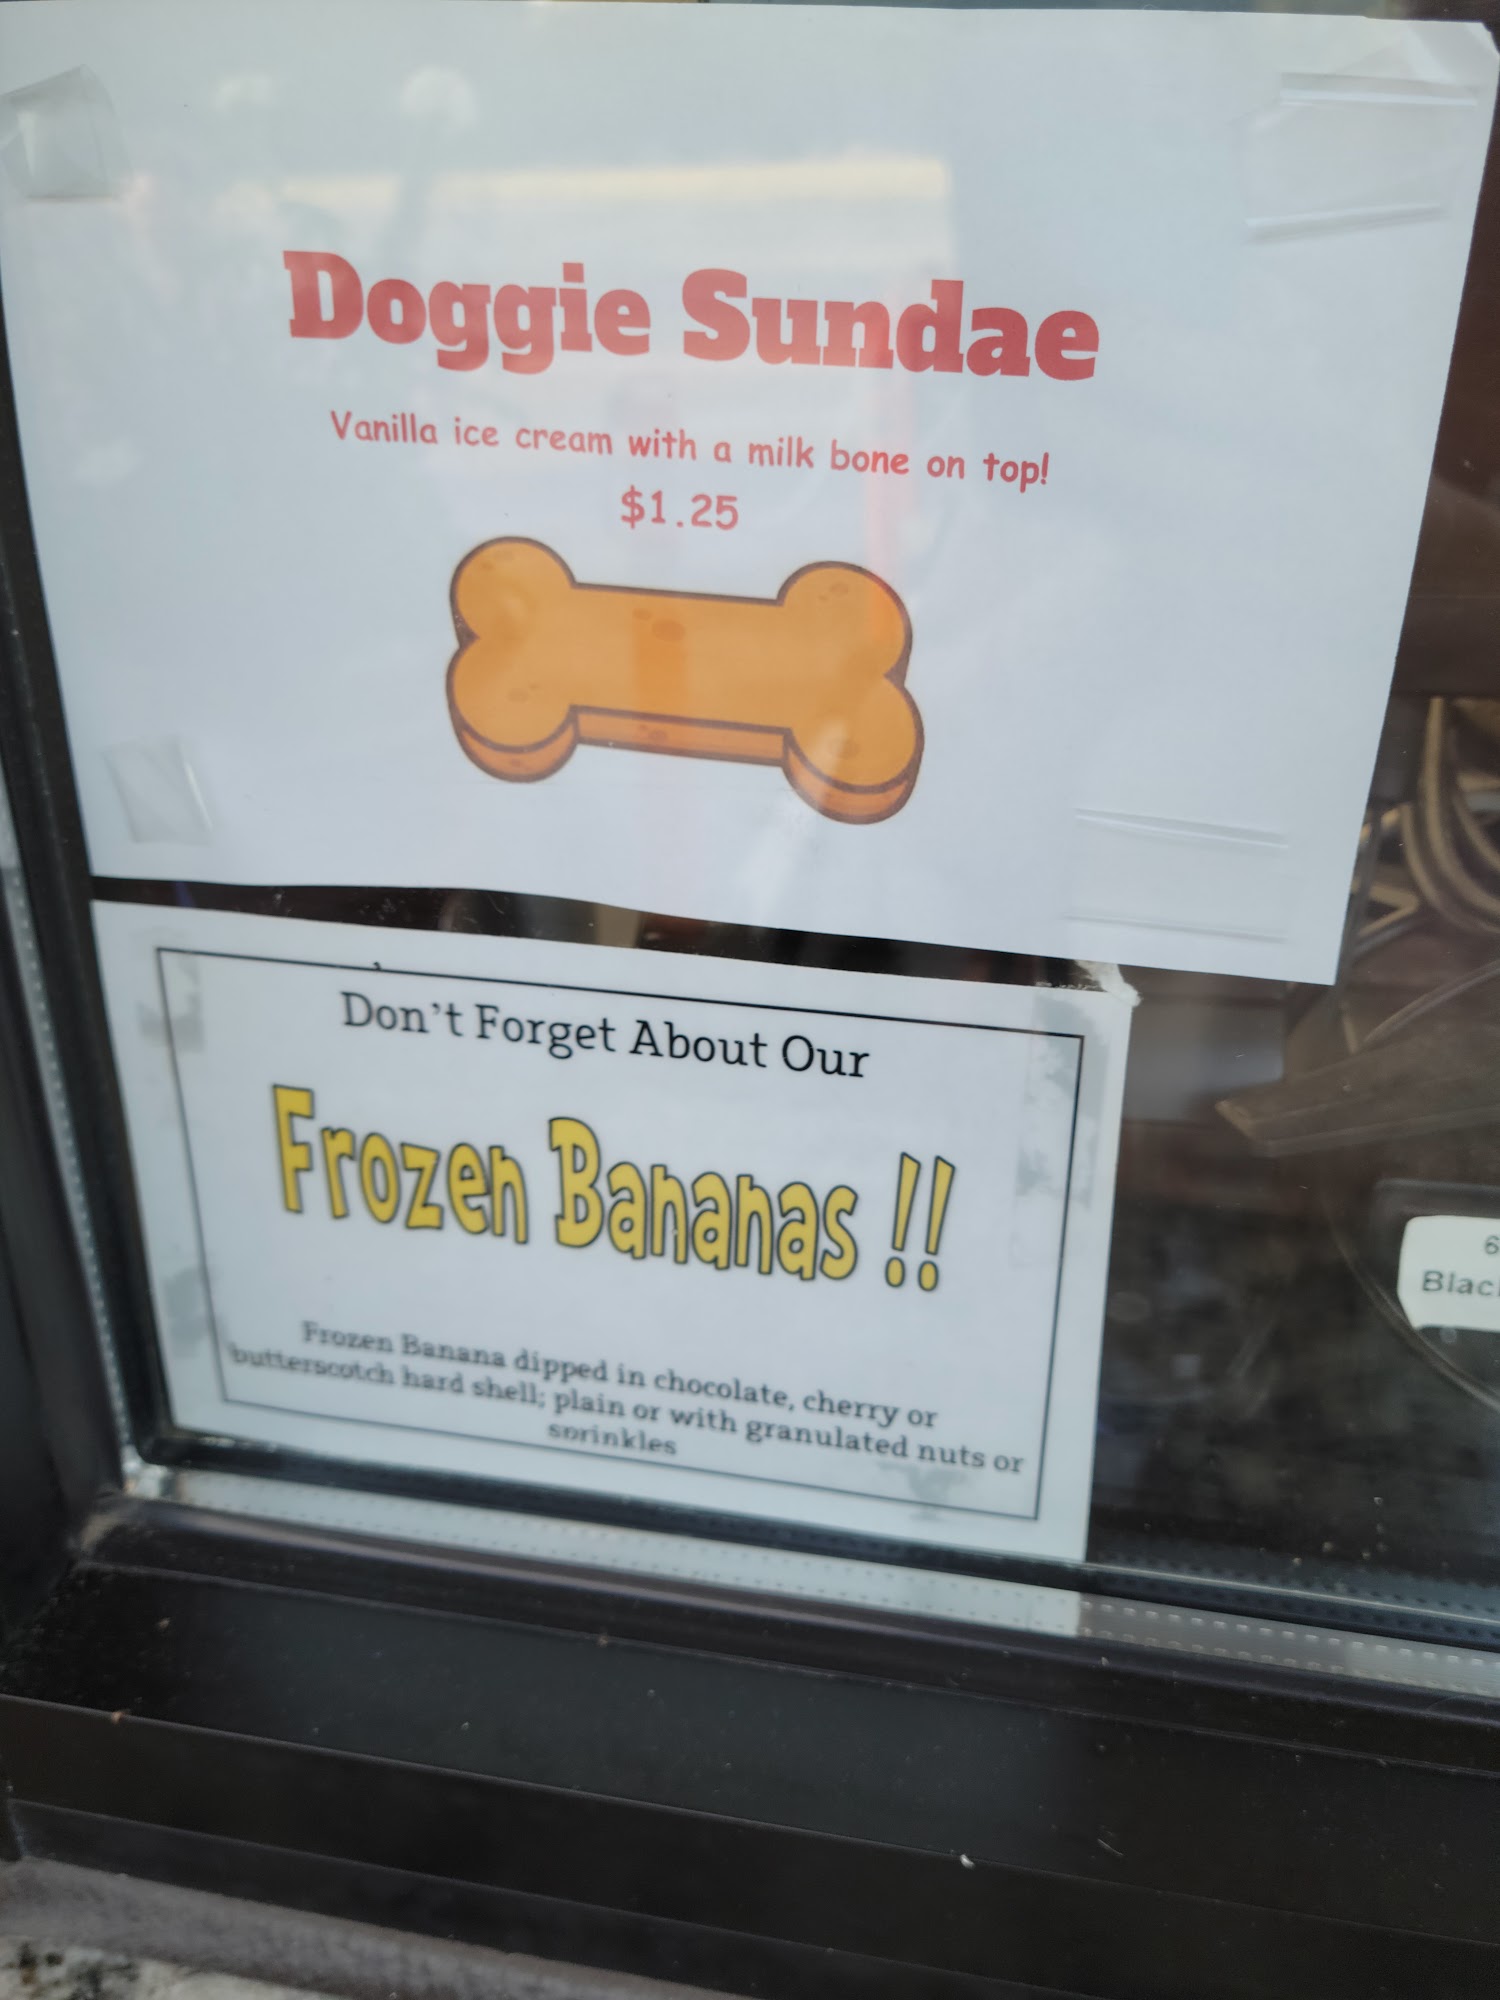 Doggie Sundae
Vanilla ice cream with a milk bone on top!
$1.25
Don't Forget About Our
Frozen Bananas !!
Frozen Banana dipped in chocolate, cherry or
butterscotch hard shell; plain or with granulated nuts or
sprinkles
6